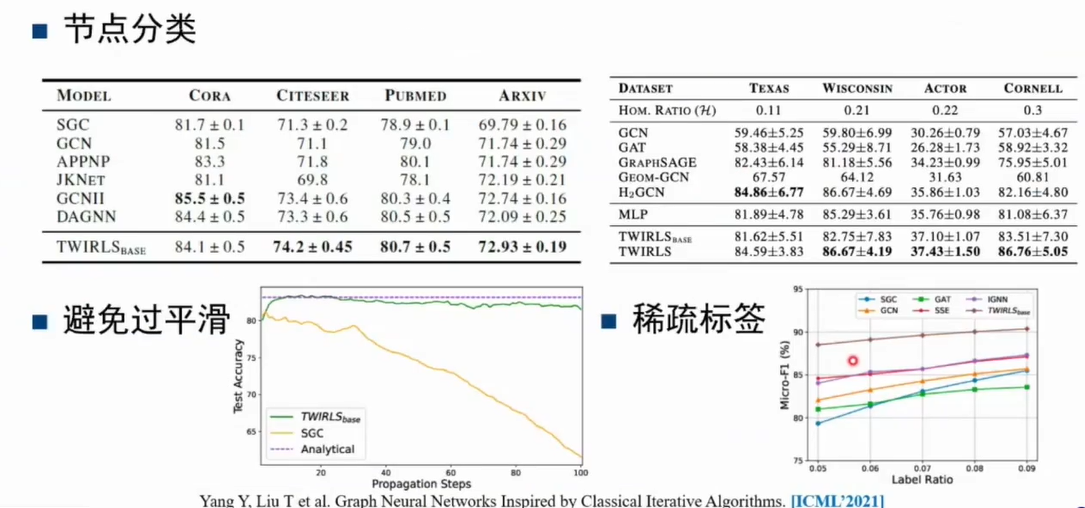 ■ 节点分类
MODEL CORA CITESEER PUBMED ARXIV
SGC 81.7 ± 0.1 71.3 ± 0.2 78.9 ± 0.1 69.79 ± 0.16
GCN 81.5 71.1 79.0 71.74 ± 0.29
APPNP 83.3 71.8 80.1 71.74 ± 0.29
JKNET 81.1 69.8 78.1 72.19 ± 0.21
GCNII 85.5 ± 0.5 73.4 ± 0.6 80.3 ± 0.4 72.74 ± 0.16
DAGNN 84.4 ± 0.5 73.3 ± 0.6 80.5 ± 0.5 72.09 ± 0.25
TWIRLS_BASE 84.1 ± 0.5 74.2 ± 0.45 80.7 ± 0.5 72.93 ± 0.19
DATASET TEXAS WISCONSIN ACTOR CORNELL
HOM. RATIO (H) 0.11 0.21 0.22 0.3
GCN 59.46±5.25 59.80±6.99 30.26±0.79 57.03±4.67
GAT 58.38±4.45 55.29±8.71 26.28±1.73 58.92±3.32
GRAPHSAGE 82.43±6.14 81.18±5.56 34.23±0.99 75.95±5.01
GEOM-GCN 67.57 64.12 31.63 60.81
H2GCN 84.86±6.77 86.67±4.69 35.86±1.03 82.16±4.80
MLP 81.89±4.78 85.29±3.61 35.76±0.98 81.08±6.37
TWIRLS_BASE 81.62±5.51 82.75±7.83 37.10±1.07 83.51±7.30
TWIRLS 84.59±3.83 86.67±4.19 37.43±1.50 86.76±5.05
■ 避免过平滑
Test Accuracy
80
75
70
65
TWIRLSbase
SGC
Analytical
20 40 60 80 100
Propagation Steps
■ 稀疏标签
Micro-F1 (%)
95
90
85
80
75
SGC GAT IGNN
GCN SSE TWIRLSbase
0.05 0.06 0.07 0.08 0.09
Label Ratio
Yang Y, Liu T et al. Graph Neural Networks Inspired by Classical Iterative Algorithms. [ICML'2021]